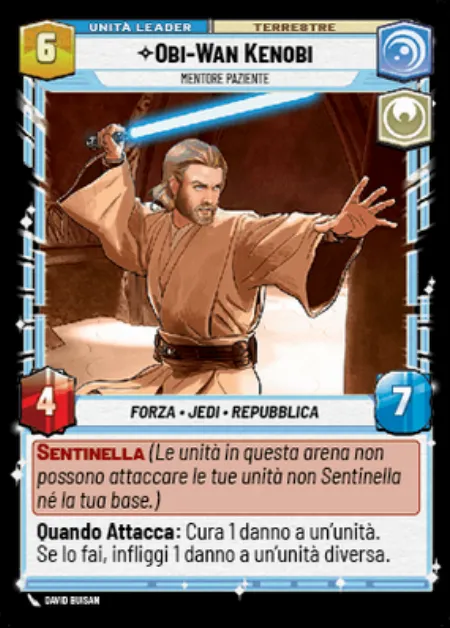 UNITÀ LEADER
TERRESTRE
6
OBI-WAN KENOBI
MENTORE PAZIENTE
4
FORZA • JEDI • REPUBBLICA
7
SENTINELLA (Le unità in questa arena non
possono attaccare le tue unità non Sentinella
né la tua base.)
Quando Attacca: Cura 1 danno a un'unità.
Se lo fai, infliggi 1 danno a un'unità diversa.
DAVID BUISAN